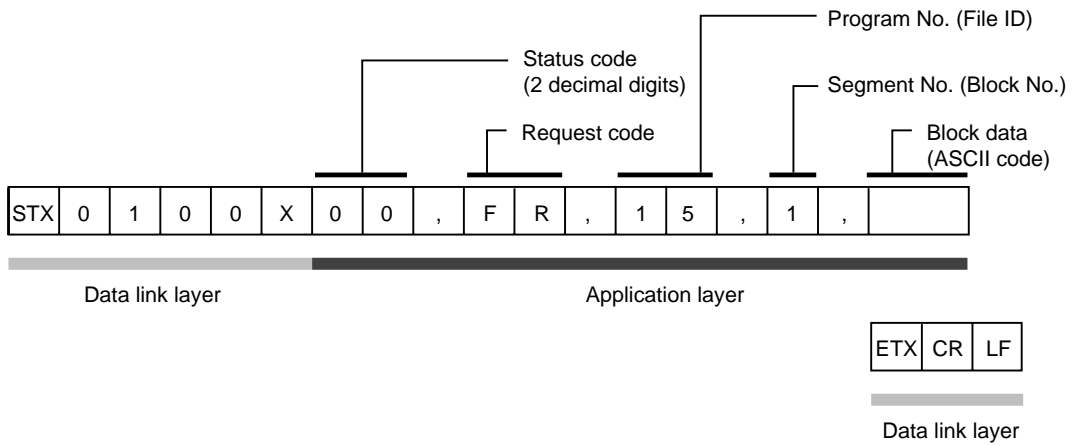 Program No. (File ID)
Status code
(2 decimal digits)
Segment No. (Block No.)
Request code
Block data
(ASCII code)
STX 0 1 0 0 X 0 0 , F R , 1 5 , 1 ,
Data link layer
Application layer
ETX CR LF
Data link layer